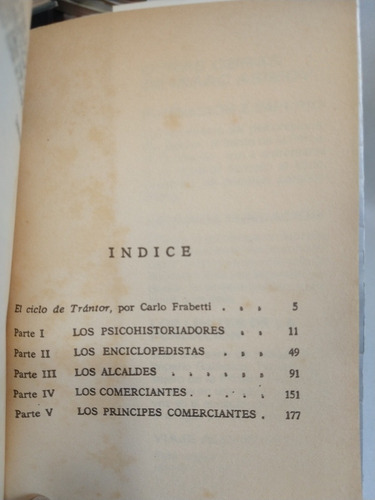 INDICE
El ciclo de Trántor, por Carlo Frabetti . . . 5
Parte I LOS PSICOHISTORIADORES . . . 11
Parte II LOS ENCICLOPEDISTAS . . . 49
Parte III LOS ALCALDES . . . . . 91
Parte IV LOS COMERCIANTES . . . . 151
Parte V LOS PRINCIPES COMERCIANTES . 177